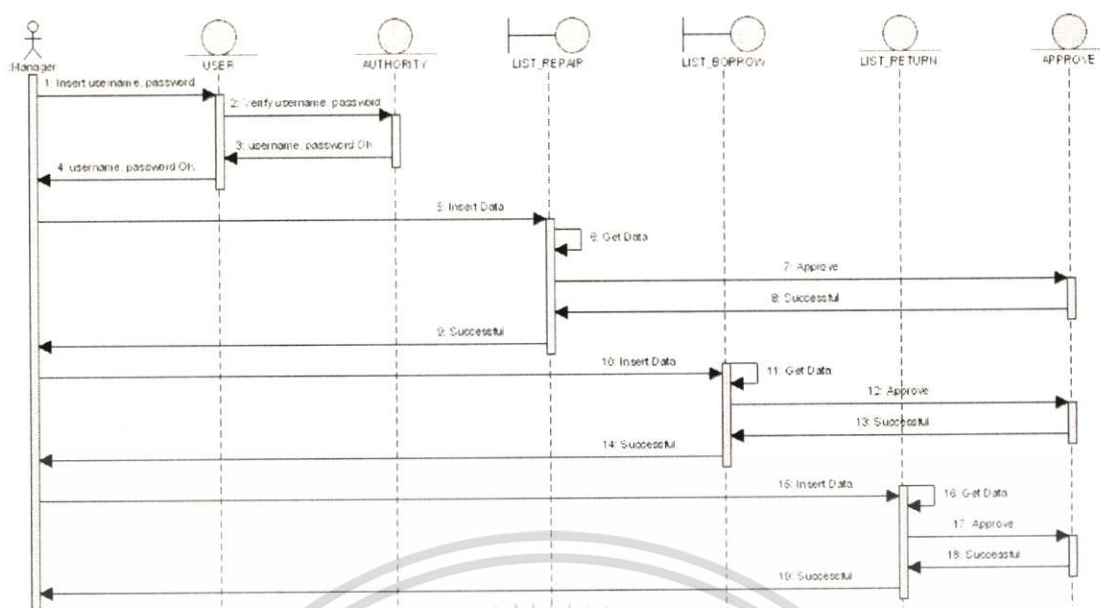 :Manager
USER
AUTHORITY
LIST_REPAIR
LIST_BORROW
LIST_RETURN
APPROVE
1: Insert username, password
2: Verify username, password
3: username, password OK
4: username, password OK
5: Insert Data
6: Get Data
7: Approve
8: Successful
9: Successful
10: Insert Data
11: Get Data
12: Approve
13: Successful
14: Successful
15: Insert Data
16: Get Data
17: Approve
18: Successful
19: Successful